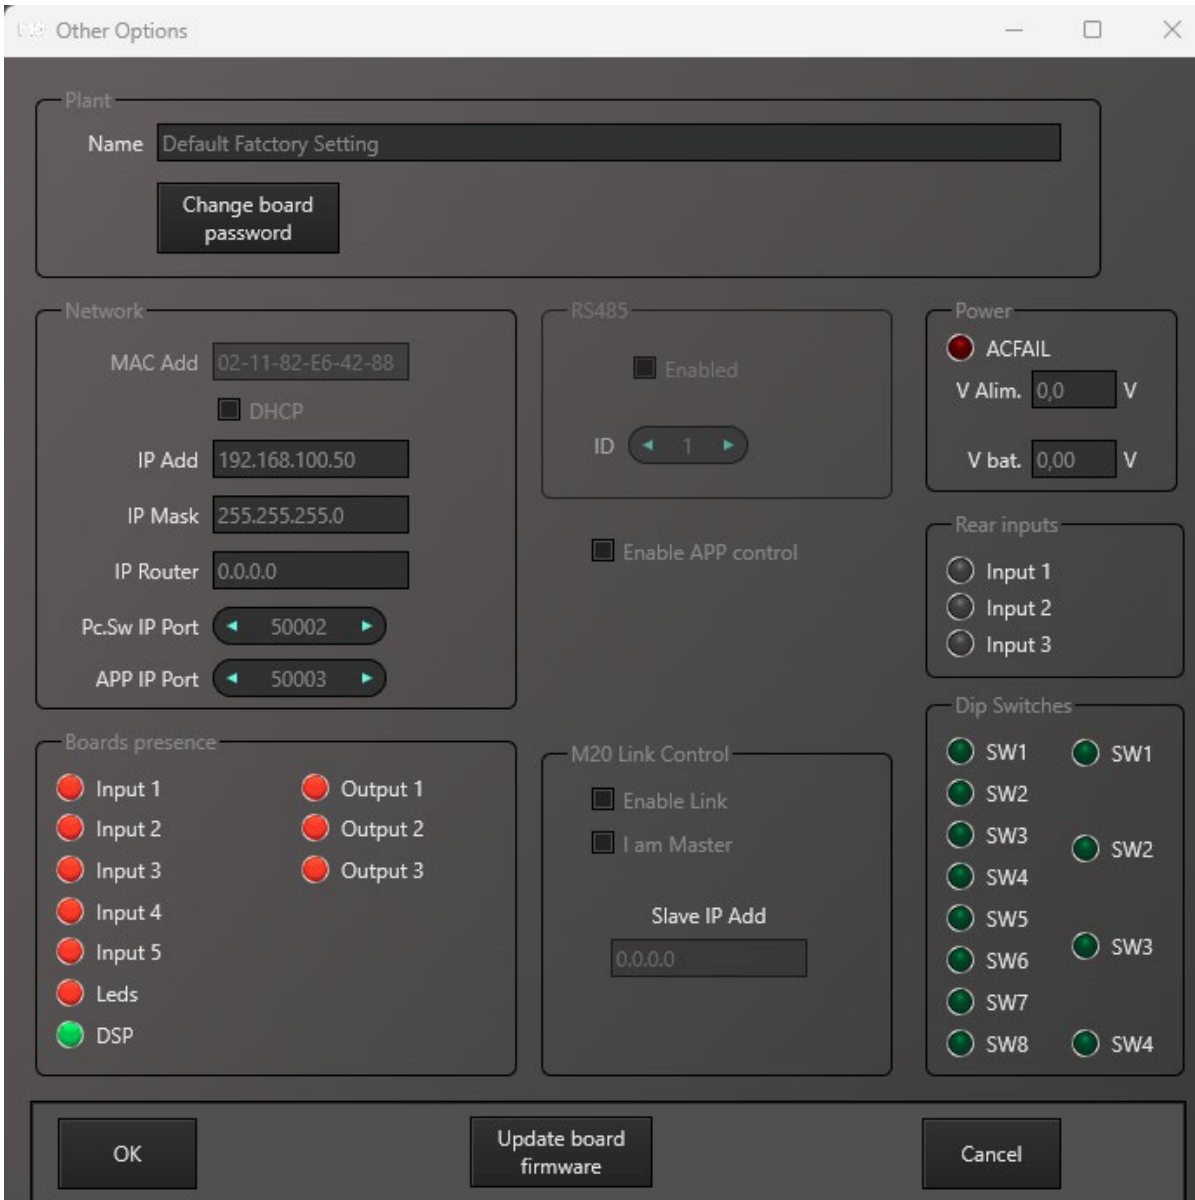 Other Options
Plant
Name Default Fatctory Setting
Change board
password
Network
MAC Add 02-11-82-E6-42-88
DHCP
IP Add 192.168.100.50
IP Mask 255.255.255.0
IP Router 0.0.0.0
Pc.Sw IP Port 50002
APP IP Port 50003
RS485
Enabled
ID 1
Enable APP control
Power
ACFAIL
V Alim. 0,0 V
V bat. 0,00 V
Rear inputs
Input 1
Input 2
Input 3
Boards presence
Input 1 Output 1
Input 2 Output 2
Input 3 Output 3
Input 4
Input 5
Leds
DSP
M20 Link Control
Enable Link
I am Master
Slave IP Add
0.0.0.0
Dip Switches
SW1 SW1
SW2
SW3 SW2
SW4
SW5
SW6 SW3
SW7
SW8 SW4
OK
Update board
firmware
Cancel